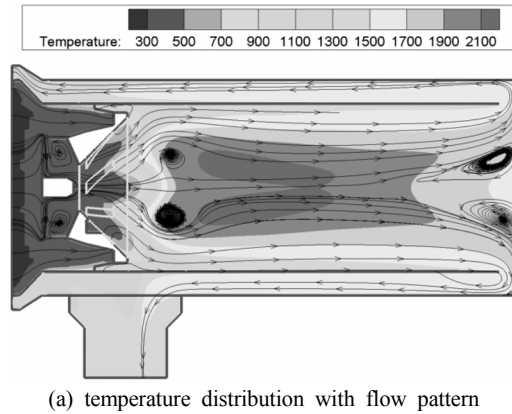 Temperature: 300 500 700 900 1100 1300 1500 1700 1900 2100
(a) temperature distribution with flow pattern